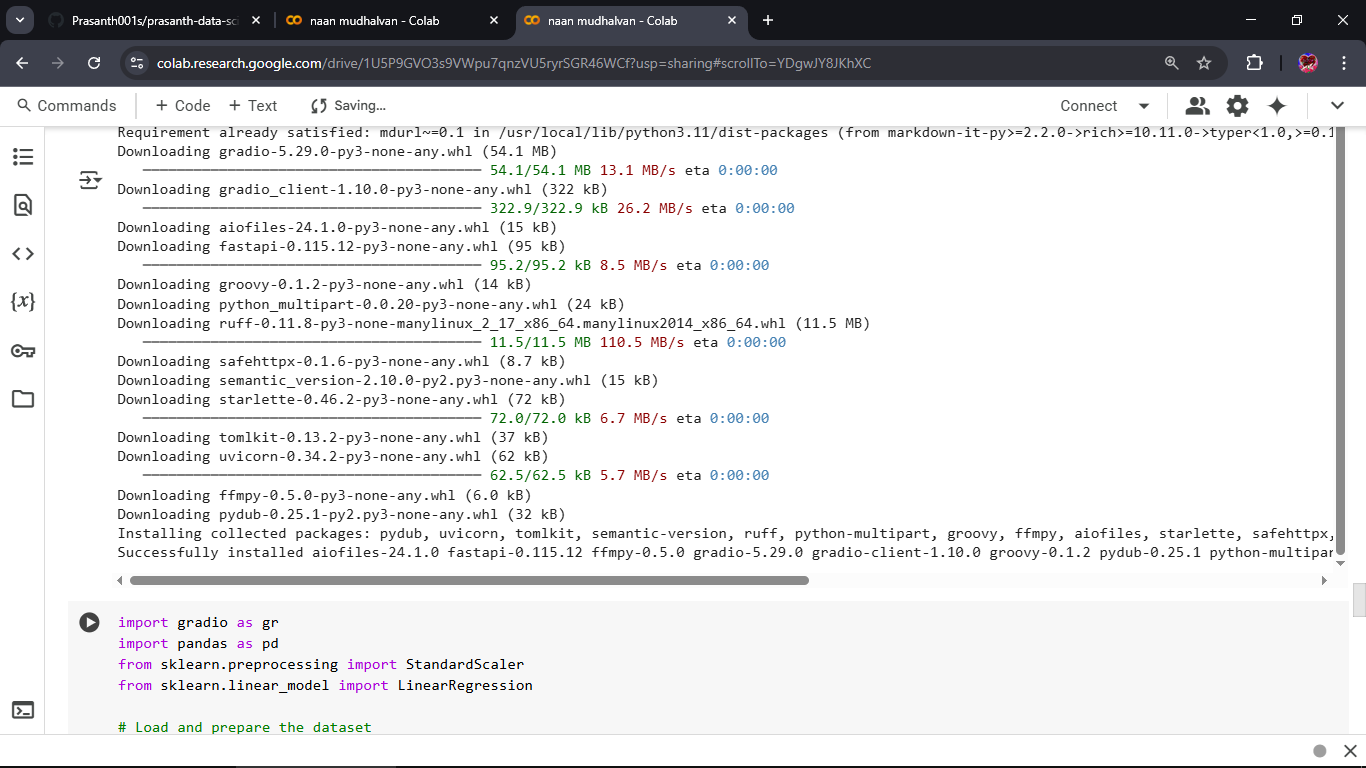 Prasanth001s/prasanth-data-sc
naan mudhalvan - Colab
naan mudhalvan - Colab
colab.research.google.com/drive/1U5P9GVO3s9VWpu7qnzVU5ryrSGR46WCf?usp=sharing#scrollTo=YDgwJY8JKhXC
Commands + Code + Text Saving... Connect
Requirement already satisfied: mdurl~=0.1 in /usr/local/lib/python3.11/dist-packages (from markdown-it-py>=2.2.0->rich>=10.11.0->typer<1.0,>=0.1
Downloading gradio-5.29.0-py3-none-any.whl (54.1 MB)
54.1/54.1 MB 13.1 MB/s eta 0:00:00
Downloading gradio_client-1.10.0-py3-none-any.whl (322 kB)
322.9/322.9 kB 26.2 MB/s eta 0:00:00
Downloading aiofiles-24.1.0-py3-none-any.whl (15 kB)
Downloading fastapi-0.115.12-py3-none-any.whl (95 kB)
95.2/95.2 kB 8.5 MB/s eta 0:00:00
Downloading groovy-0.1.2-py3-none-any.whl (14 kB)
Downloading python_multipart-0.0.20-py3-none-any.whl (24 kB)
Downloading ruff-0.11.8-py3-none-manylinux_2_17_x86_64.manylinux2014_x86_64.whl (11.5 MB)
11.5/11.5 MB 110.5 MB/s eta 0:00:00
Downloading safehttpx-0.1.6-py3-none-any.whl (8.7 kB)
Downloading semantic_version-2.10.0-py2.py3-none-any.whl (15 kB)
Downloading starlette-0.46.2-py3-none-any.whl (72 kB)
72.0/72.0 kB 6.7 MB/s eta 0:00:00
Downloading tomlkit-0.13.2-py3-none-any.whl (37 kB)
Downloading uvicorn-0.34.2-py3-none-any.whl (62 kB)
62.5/62.5 kB 5.7 MB/s eta 0:00:00
Downloading ffmpy-0.5.0-py3-none-any.whl (6.0 kB)
Downloading pydub-0.25.1-py2.py3-none-any.whl (32 kB)
Installing collected packages: pydub, uvicorn, tomlkit, semantic-version, ruff, python-multipart, groovy, ffmpy, aiofiles, starlette, safehttpx,
Successfully installed aiofiles-24.1.0 fastapi-0.115.12 ffmpy-0.5.0 gradio-5.29.0 gradio-client-1.10.0 groovy-0.1.2 pydub-0.25.1 python-multipar
import gradio as gr
import pandas as pd
from sklearn.preprocessing import StandardScaler
from sklearn.linear_model import LinearRegression
# Load and prepare the dataset